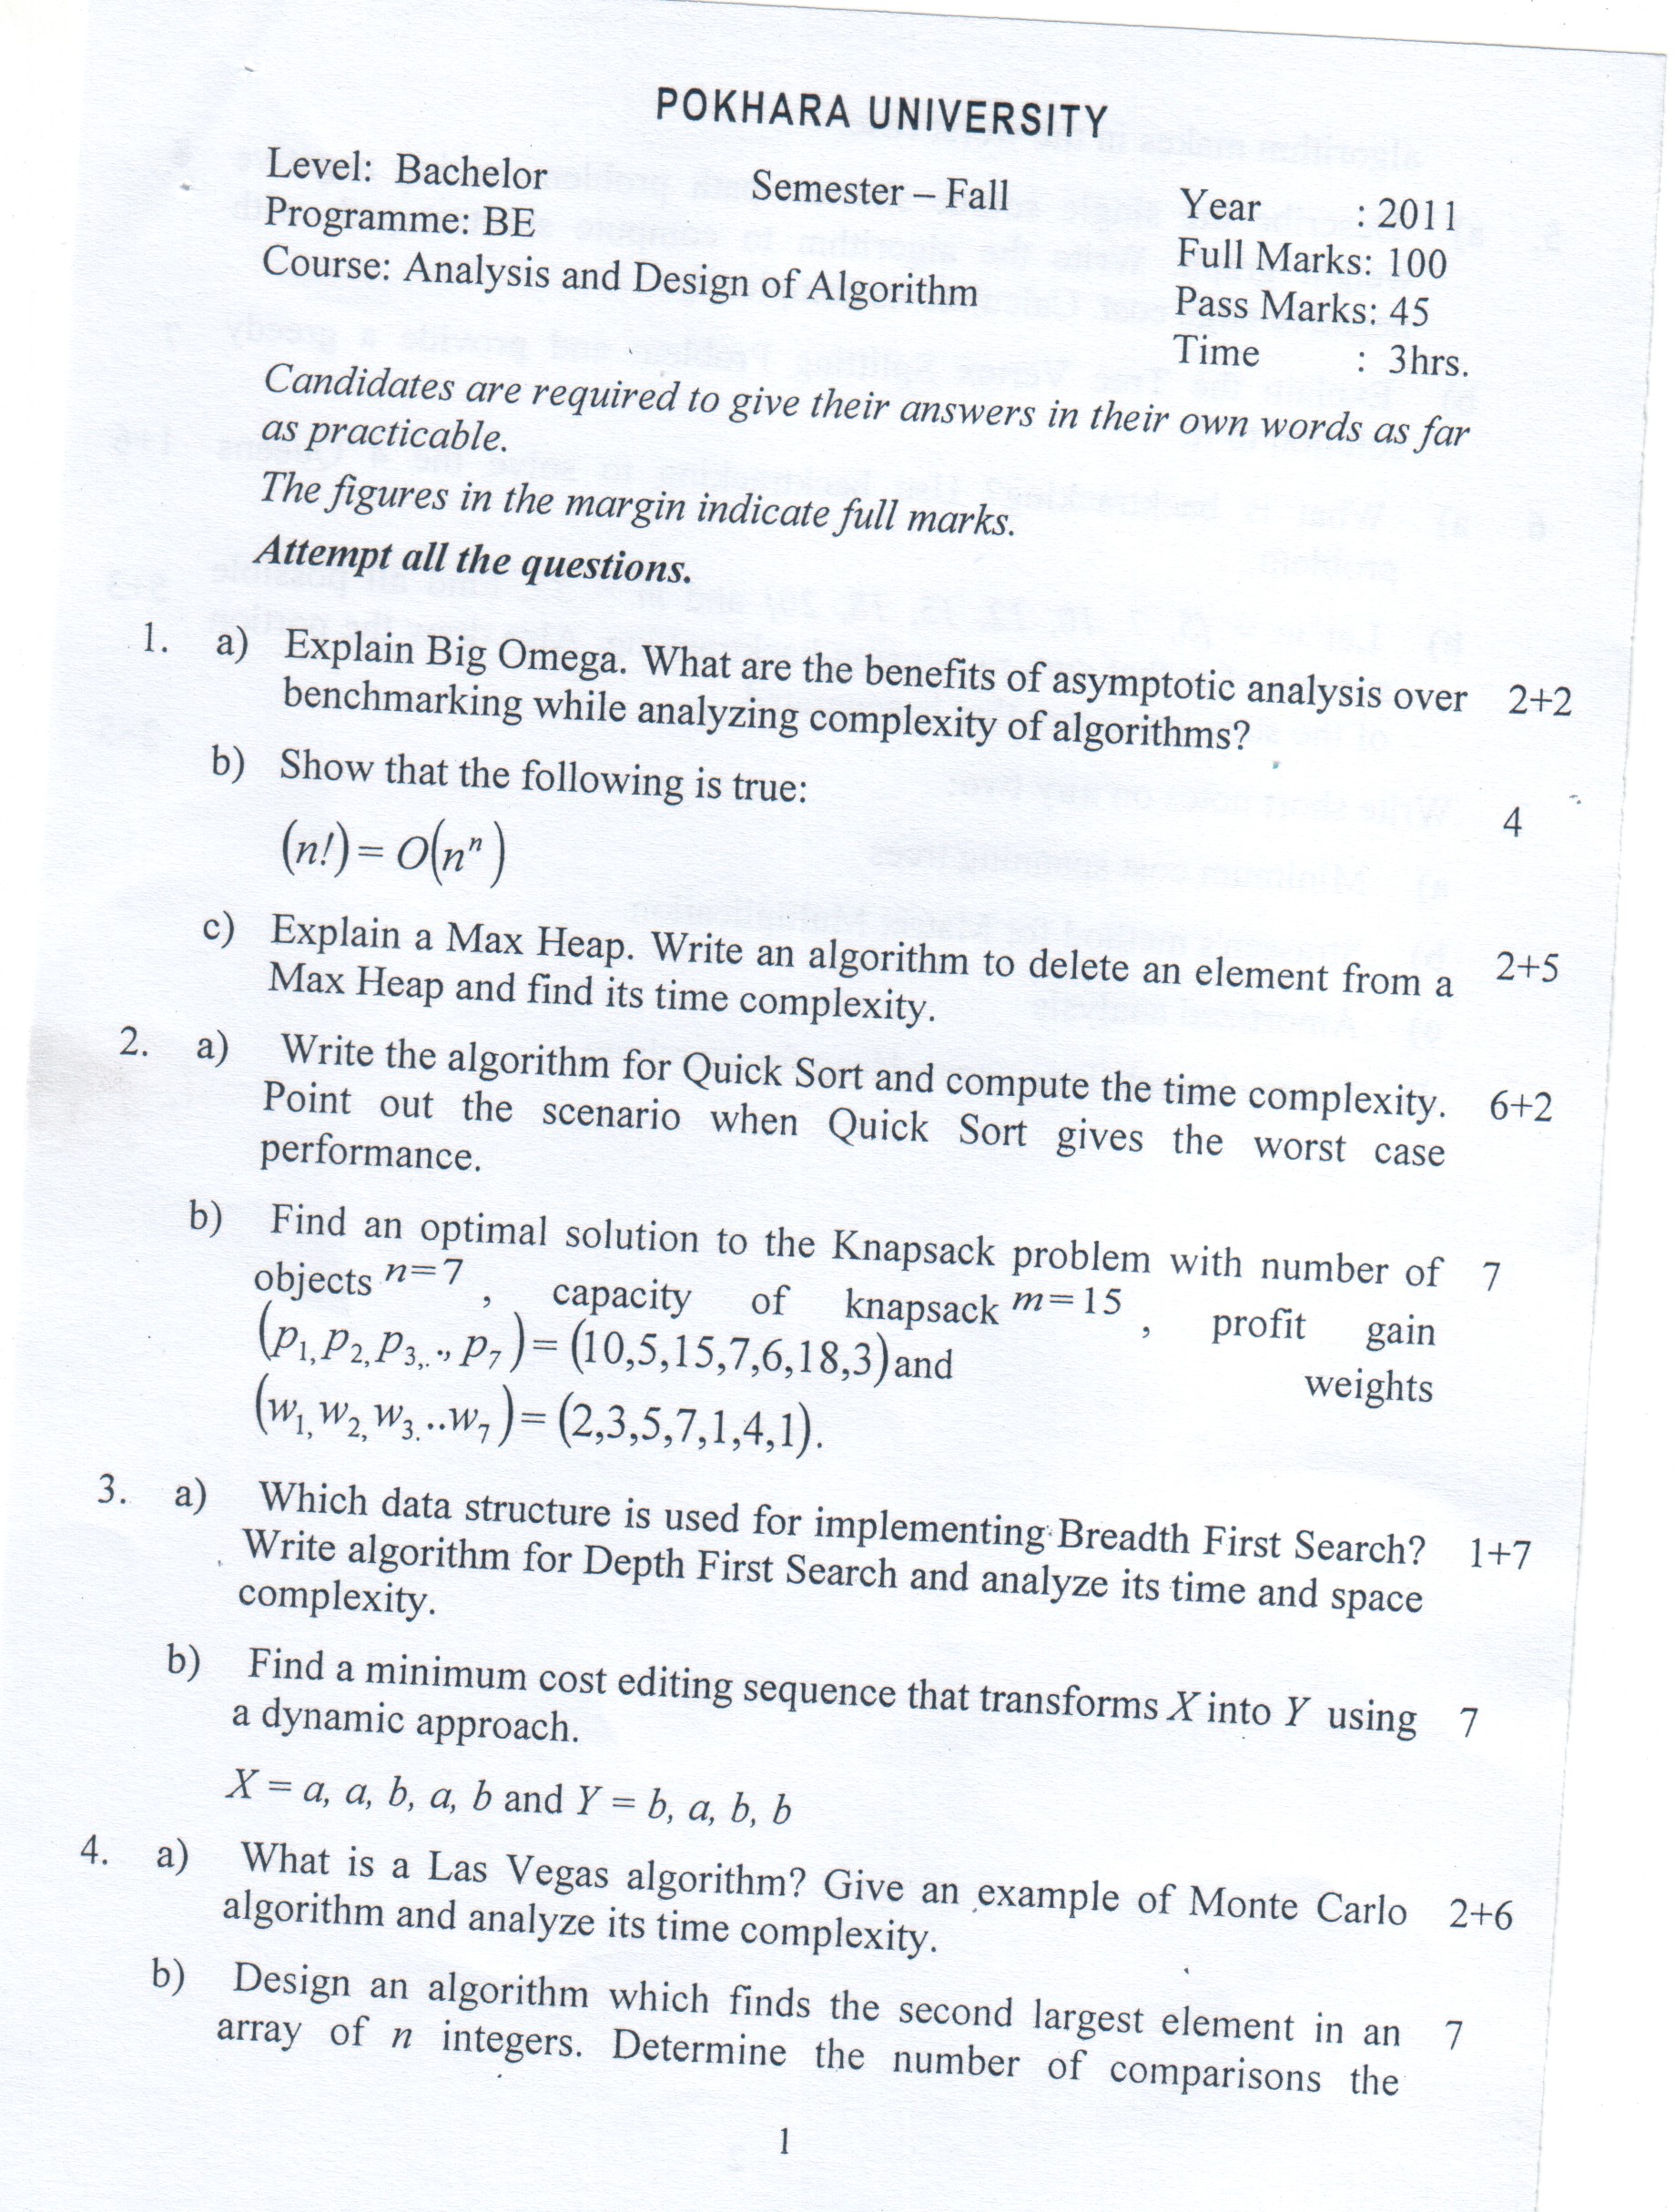 POKHARA UNIVERSITY
Level: Bachelor Semester – Fall Year : 2011
Programme: BE Full Marks: 100
Course: Analysis and Design of Algorithm Pass Marks: 45
Time : 3hrs.
Candidates are required to give their answers in their own words as far
as practicable.
The figures in the margin indicate full marks.
Attempt all the questions.
1. a) Explain Big Omega. What are the benefits of asymptotic analysis over 2+2
benchmarking while analyzing complexity of algorithms?
b) Show that the following is true: 4
(n!) = O(nⁿ)
c) Explain a Max Heap. Write an algorithm to delete an element from a 2+5
Max Heap and find its time complexity.
2. a) Write the algorithm for Quick Sort and compute the time complexity. 6+2
Point out the scenario when Quick Sort gives the worst case
performance.
b) Find an optimal solution to the Knapsack problem with number of 7
objects n=7 , capacity of knapsack m=15 , profit gain
(p₁,p₂,p₃,..,p₇) = (10,5,15,7,6,18,3) and weights
(w₁,w₂,w₃...w₇) = (2,3,5,7,1,4,1).
3. a) Which data structure is used for implementing Breadth First Search? 1+7
Write algorithm for Depth First Search and analyze its time and space
complexity.
b) Find a minimum cost editing sequence that transforms X into Y using 7
a dynamic approach.
X = a, a, b, a, b and Y = b, a, b, b
4. a) What is a Las Vegas algorithm? Give an example of Monte Carlo 2+6
algorithm and analyze its time complexity.
b) Design an algorithm which finds the second largest element in an 7
array of n integers. Determine the number of comparisons the
1